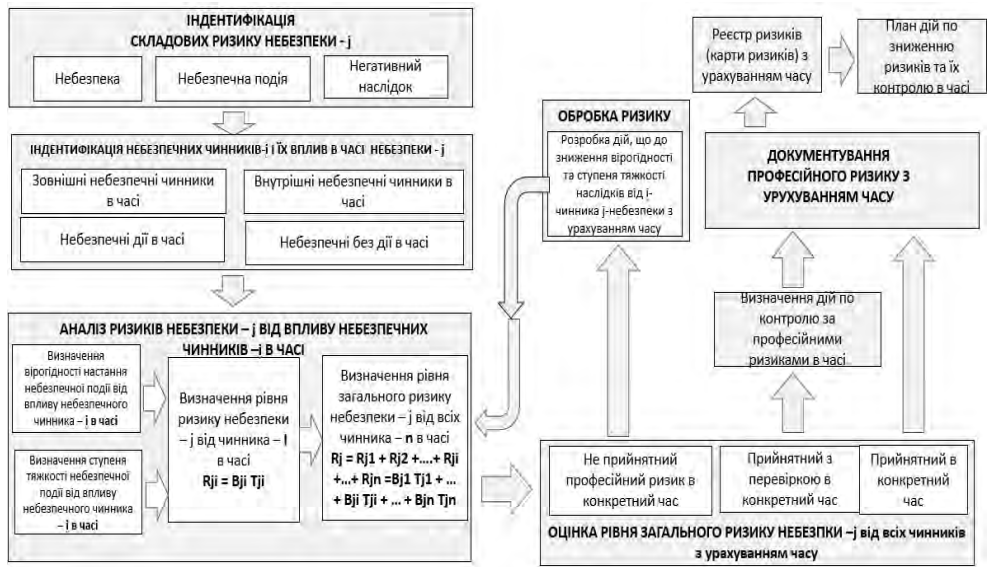 ІНДЕНТИФІКАЦІЯ
СКЛАДОВИХ РИЗИКУ НЕБЕЗПЕКИ - j
Небезпека
Небезпечна подія
Негативний
наслідок
ІНДЕНТИФІКАЦІЯ НЕБЕЗПЕЧНИХ ЧИННИКІВ-і І ЇХ ВПЛИВ В ЧАСІ НЕБЕЗПЕКИ - j
Зовнішні небезпечні чинники в
часі
Внутрішні небезпечні чинники в
часі
Небезпечні дії в часі
Небезпечні без дії в часі
АНАЛІЗ РИЗИКІВ НЕБЕЗПЕКИ – j ВІД ВПЛИВУ НЕБЕЗПЕЧНИХ
ЧИННИКІВ –і В ЧАСІ
Визначення
вірогідності настання
небезпечної події від
впливу небезпечного
чинника – і в часі
Визначення ступеня
тяжкості небезпечної
події від впливу
небезпечного чинника
– і в часі
Визначення рівня
ризику небезпеки
– j від чинника – І
в часі
Rji = Bji Tji
Визначення рівня
загального ризику
небезпеки – j від всіх
чинника – n в часі
Rj = Rj1 + Rj2 +....+ Rji
+...+ Rjn =Bj1 Tj1 + ...
+ Bji Tji + ... + Bjn Tjn
ОБРОБКА РИЗИКУ
Розробка дій, що до
зниження вірогідності
та ступеня тяжкості
наслідків від і-
чинника j-небезпеки з
урахуванням часу
Реєстр ризиків
(карти ризиків) з
урахуванням часу
План дій по
зниженню
ризиків та їх
контролю в часі
ДОКУМЕНТУВАННЯ
ПРОФЕСІЙНОГО РИЗИКУ З
УРУХУВАННЯМ ЧАСУ
Визначення дій по
контролю за
професійними
ризиками в часі
Не прийнятний
професійний ризик в
конкретний час
Прийнятний з
перевіркою в
конкретний час
Прийнятний в
конкретний
час
ОЦІНКА РІВНЯ ЗАГАЛЬНОГО РИЗИКУ НЕБЕЗПКИ –j від всіх чинників
з урахуванням часу